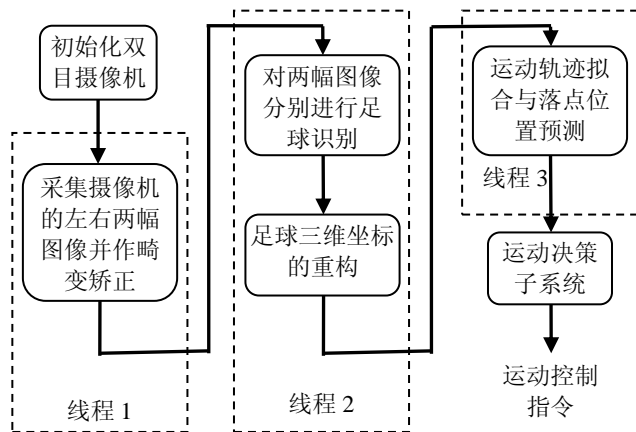 初始化双
目摄像机
采集摄像机
的左右两幅
图像并作畸
变矫正
线程 1
对两幅图像
分别进行足
球识别
足球三维坐标
的重构
线程 2
运动轨迹拟
合与落点位
置预测
线程 3
运动决策
子系统
运动控制
指令